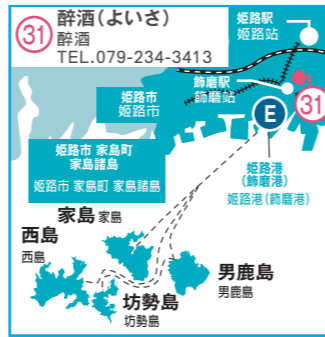 31
醉酒(よいさ)
醉酒
TEL.079-234-3413
姫路駅
姬路站
飾磨駅
飾磨站
31
E
姫路市
姬路市
姫路港
(飾磨港)
姬路港(飾磨港)
姫路市 家島町
家島諸島
姬路市 家島町 家島諸島
家島 家島
西島
西島
男鹿島
男鹿島
坊勢島
坊勢島